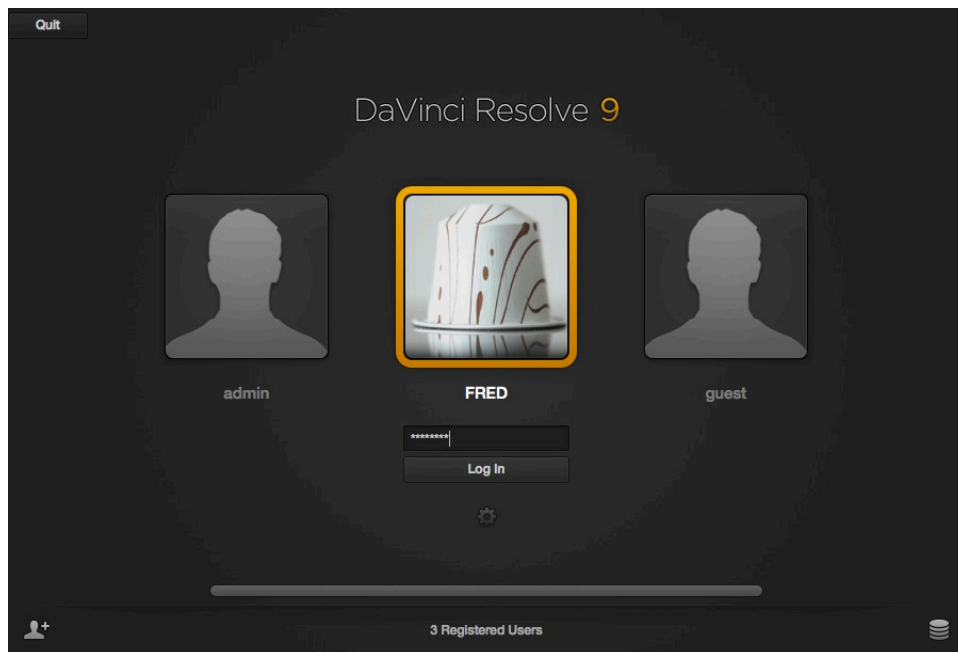 Quit
DaVinci Resolve 9
admin
FRED
guest
********
Log In
3 Registered Users